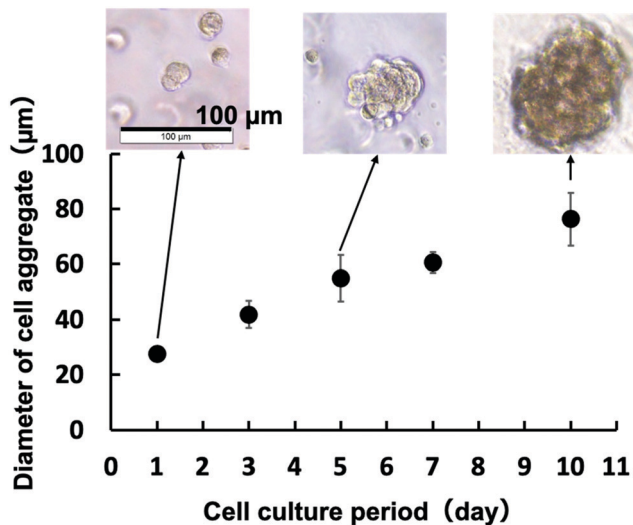 100 μm
100 μm
Diameter of cell aggregate (μm)
100
80
60
40
20
0
0 1 2 3 4 5 6 7 8 9 10 11
Cell culture period (day)